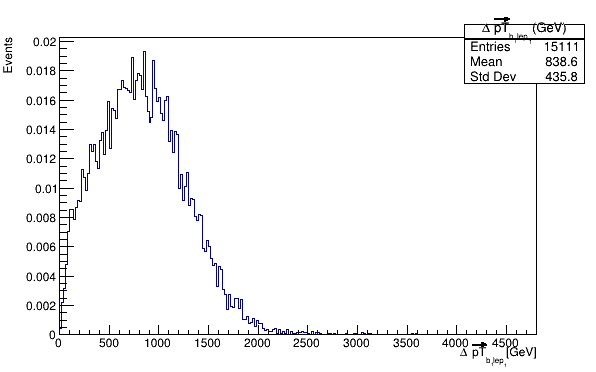 Δ pT b₁lep₁ (GeV)
Entries 15111
Mean 838.6
Std Dev 435.8
Events
0.02
0.018
0.016
0.014
0.012
0.01
0.008
0.006
0.004
0.002
0
0 500 1000 1500 2000 2500 3000 3500 4000 4500
Δ pT b₁lep₁ [GeV]